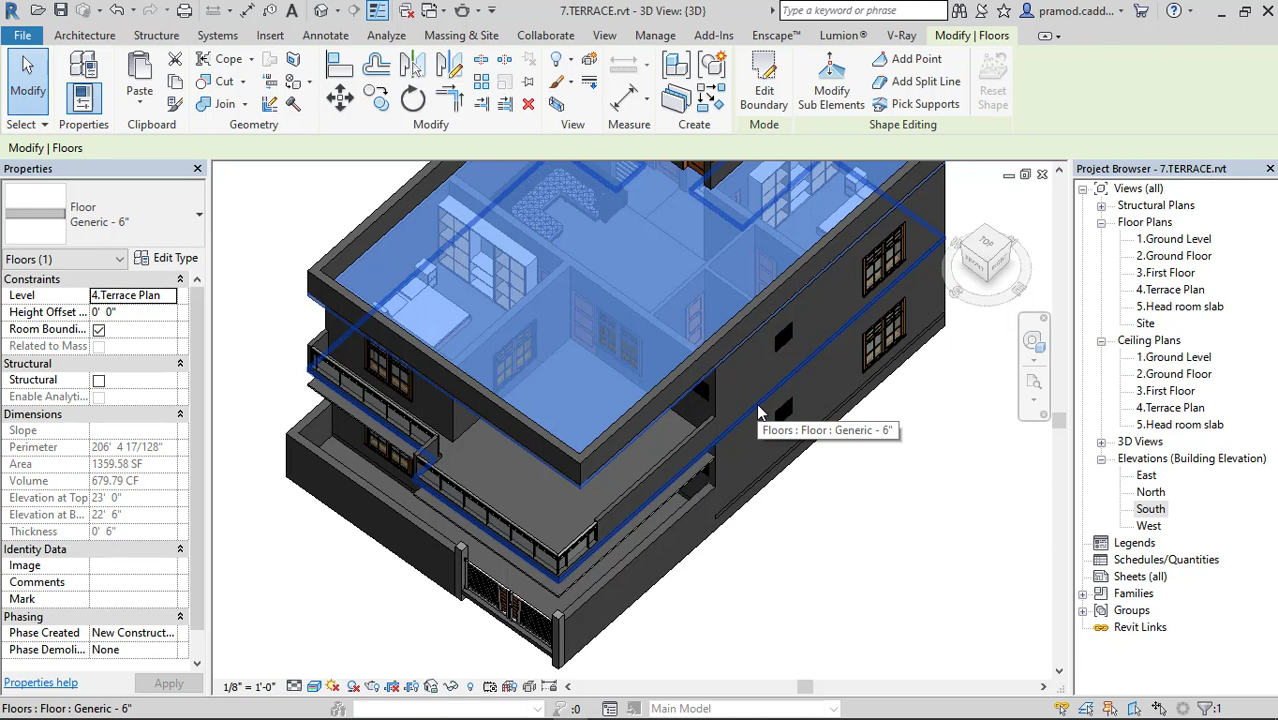 7.TERRACE.rvt - 3D View: {3D}
Type a keyword or phrase
pramod.cadd...
File
Architecture
Structure
Systems
Insert
Annotate
Analyze
Massing & Site
Collaborate
View
Manage
Add-Ins
Enscape™
Lumion®
V-Ray
Modify | Floors
Modify
Paste
Cope
Cut
Join
Edit
Boundary
Modify
Sub Elements
Add Point
Add Split Line
Pick Supports
Reset
Shape
Select
Properties
Clipboard
Geometry
Modify
View
Measure
Create
Mode
Shape Editing
Modify | Floors
Properties
Floor
Generic - 6"
Floors (1)
Edit Type
Constraints
Level 4.Terrace Plan
Height Offset ... 0' 0"
Room Boundi...
Related to Mass
Structural
Structural
Enable Analyti...
Dimensions
Slope
Perimeter 206' 4 17/128"
Area 1359.58 SF
Volume 679.79 CF
Elevation at Top 23' 0"
Elevation at B... 22' 6"
Thickness 0' 6"
Identity Data
Image
Comments
Mark
Phasing
Phase Created New Construct...
Phase Demoli... None
Properties help
Apply
TOP
FRONT
Floors : Floor : Generic - 6"
Project Browser - 7.TERRACE.rvt
Views (all)
Structural Plans
Floor Plans
1.Ground Level
2.Ground Level
3.First Floor
4.Terrace Plan
5.Head room slab
Site
Ceiling Plans
1.Ground Level
2.Ground Level
3.First Floor
4.Terrace Plan
5.Head room slab
3D Views
Elevations (Building Elevation)
East
North
South
West
Legends
Schedules/Quantities
Sheets (all)
Families
Groups
Revit Links
1/8" = 1'-0"
Floors : Floor : Generic - 6"
:0
Main Model
:1